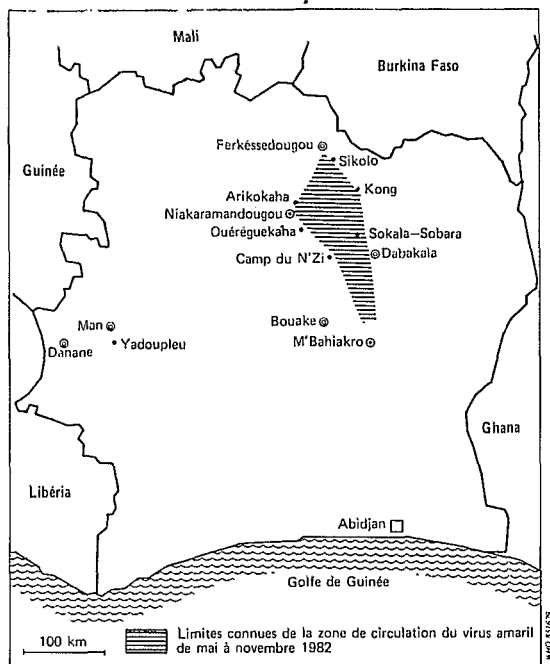 Mali
Burkina Faso
Guinée
Ferkéssedougou
Sikolo
Kong
Arikokaha
Niakaramandougou
Ouéréguekaha
Sokala-Sobara
Dabakala
Camp du N'Zi
Bouake
M'Bahiakro
Man
Danane
Yadoupleu
Ghana
Libéria
Abidjan
Golfe de Guinée
100 km
Limites connues de la zone de circulation du virus amaril
de mai à novembre 1982